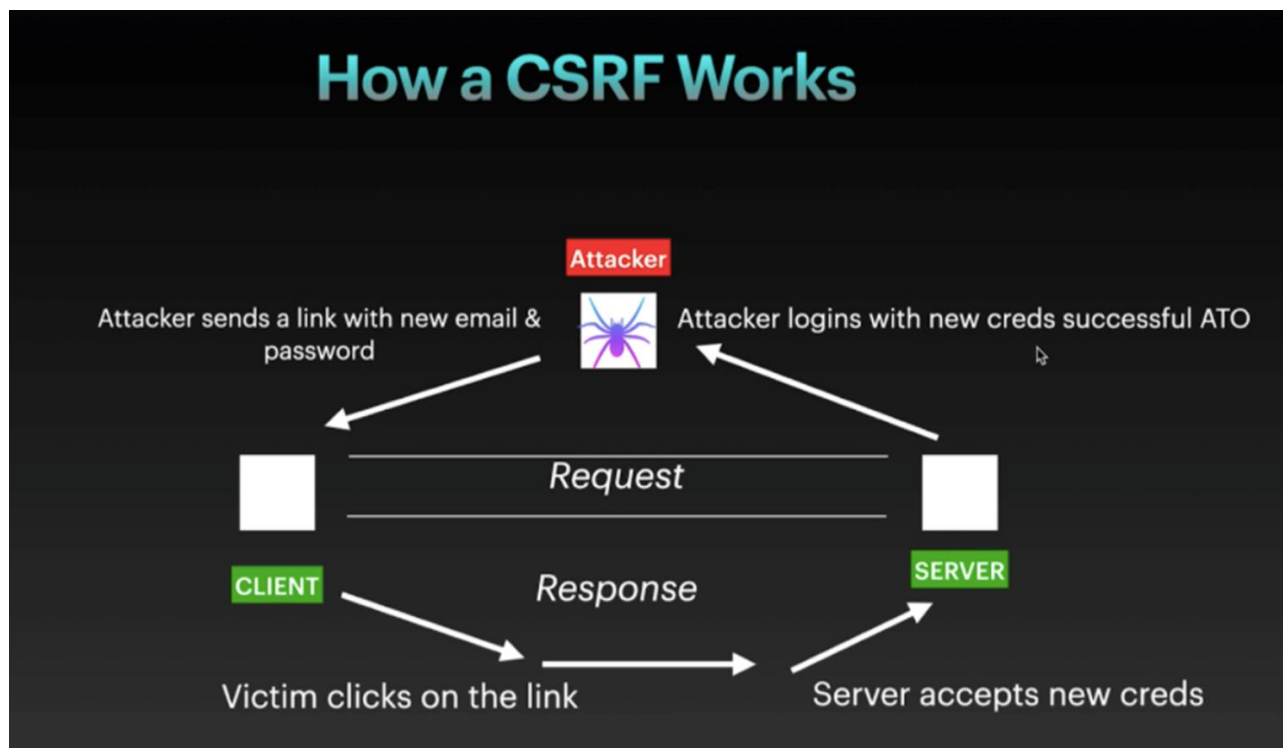 How a CSRF Works
Attacker
Attacker sends a link with new email &
password
Attacker logins with new creds successful ATO
Request
CLIENT
SERVER
Response
Victim clicks on the link
Server accepts new creds